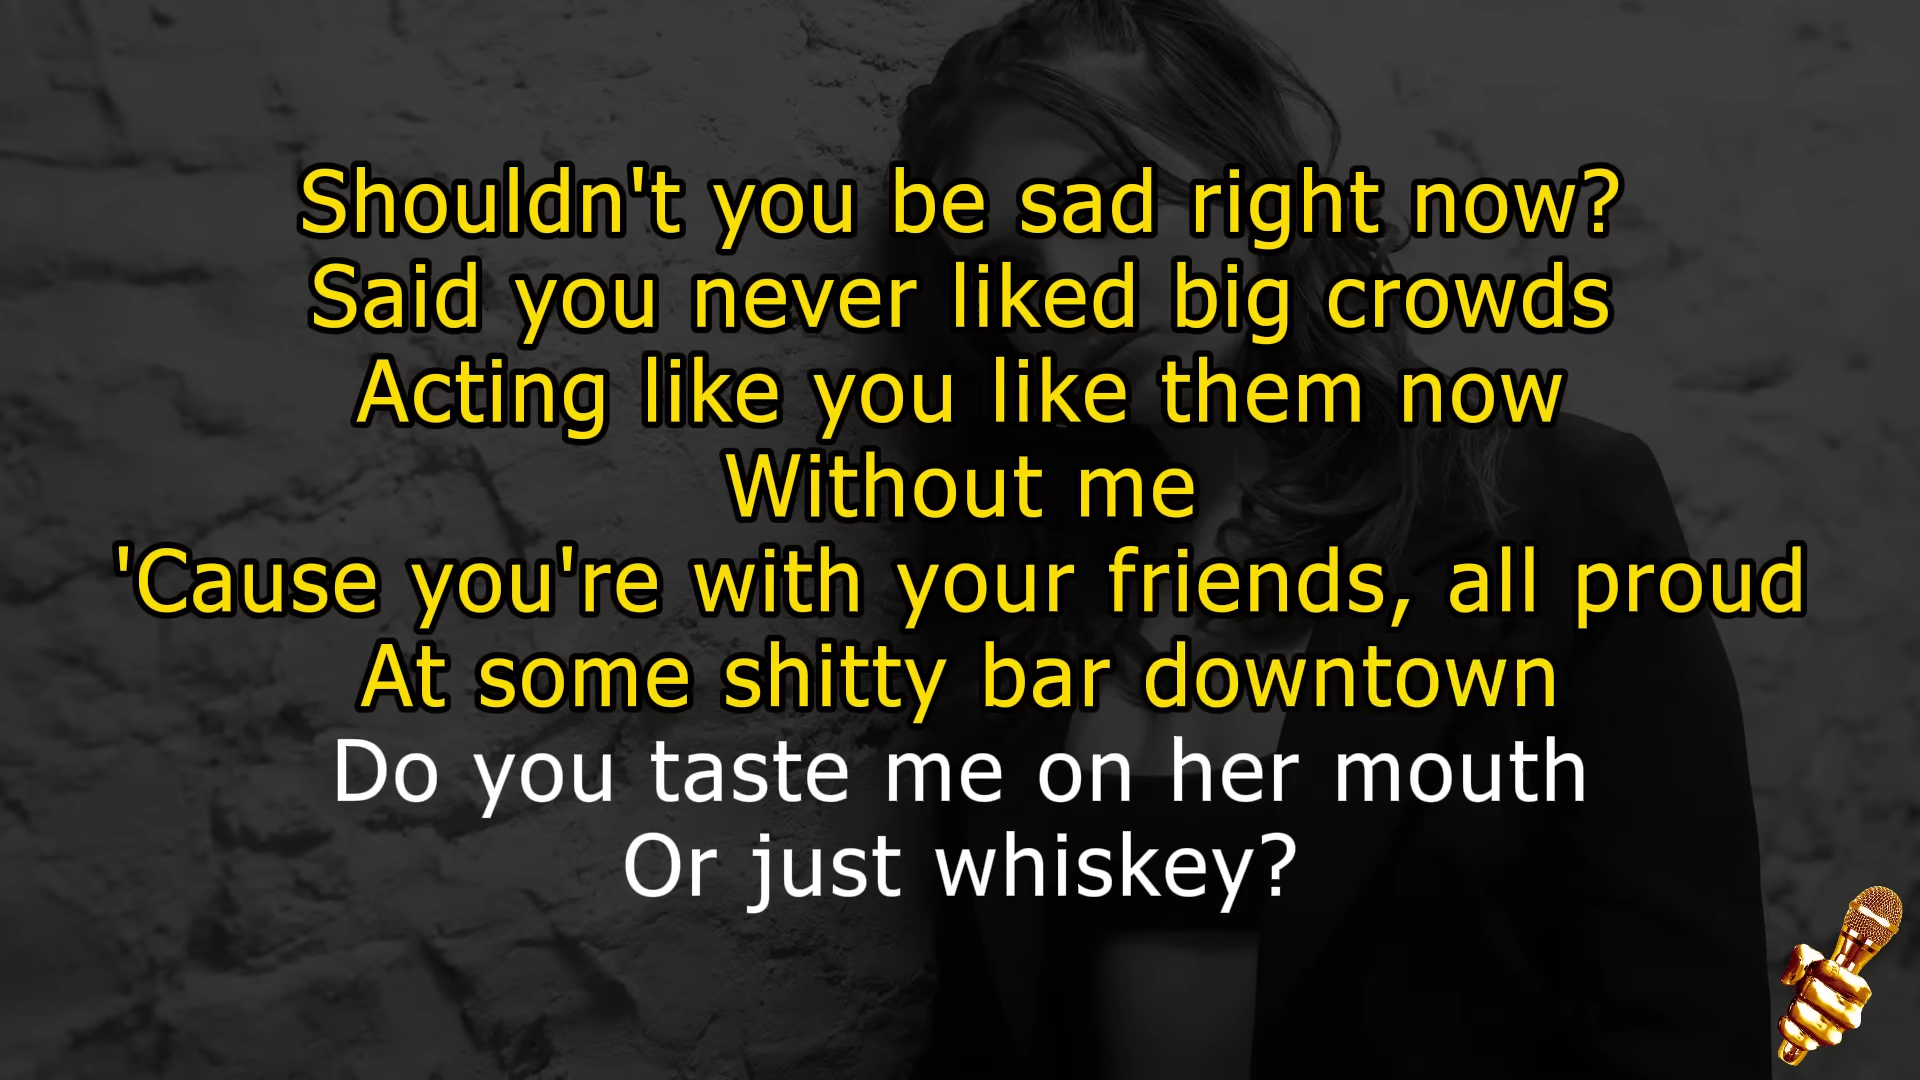 Shouldn't you be sad right now?
Said you never liked big crowds
Acting like you like them now
Without me
'Cause you're with your friends, all proud
At some shitty bar downtown
Do you taste me on her mouth
Or just whiskey?